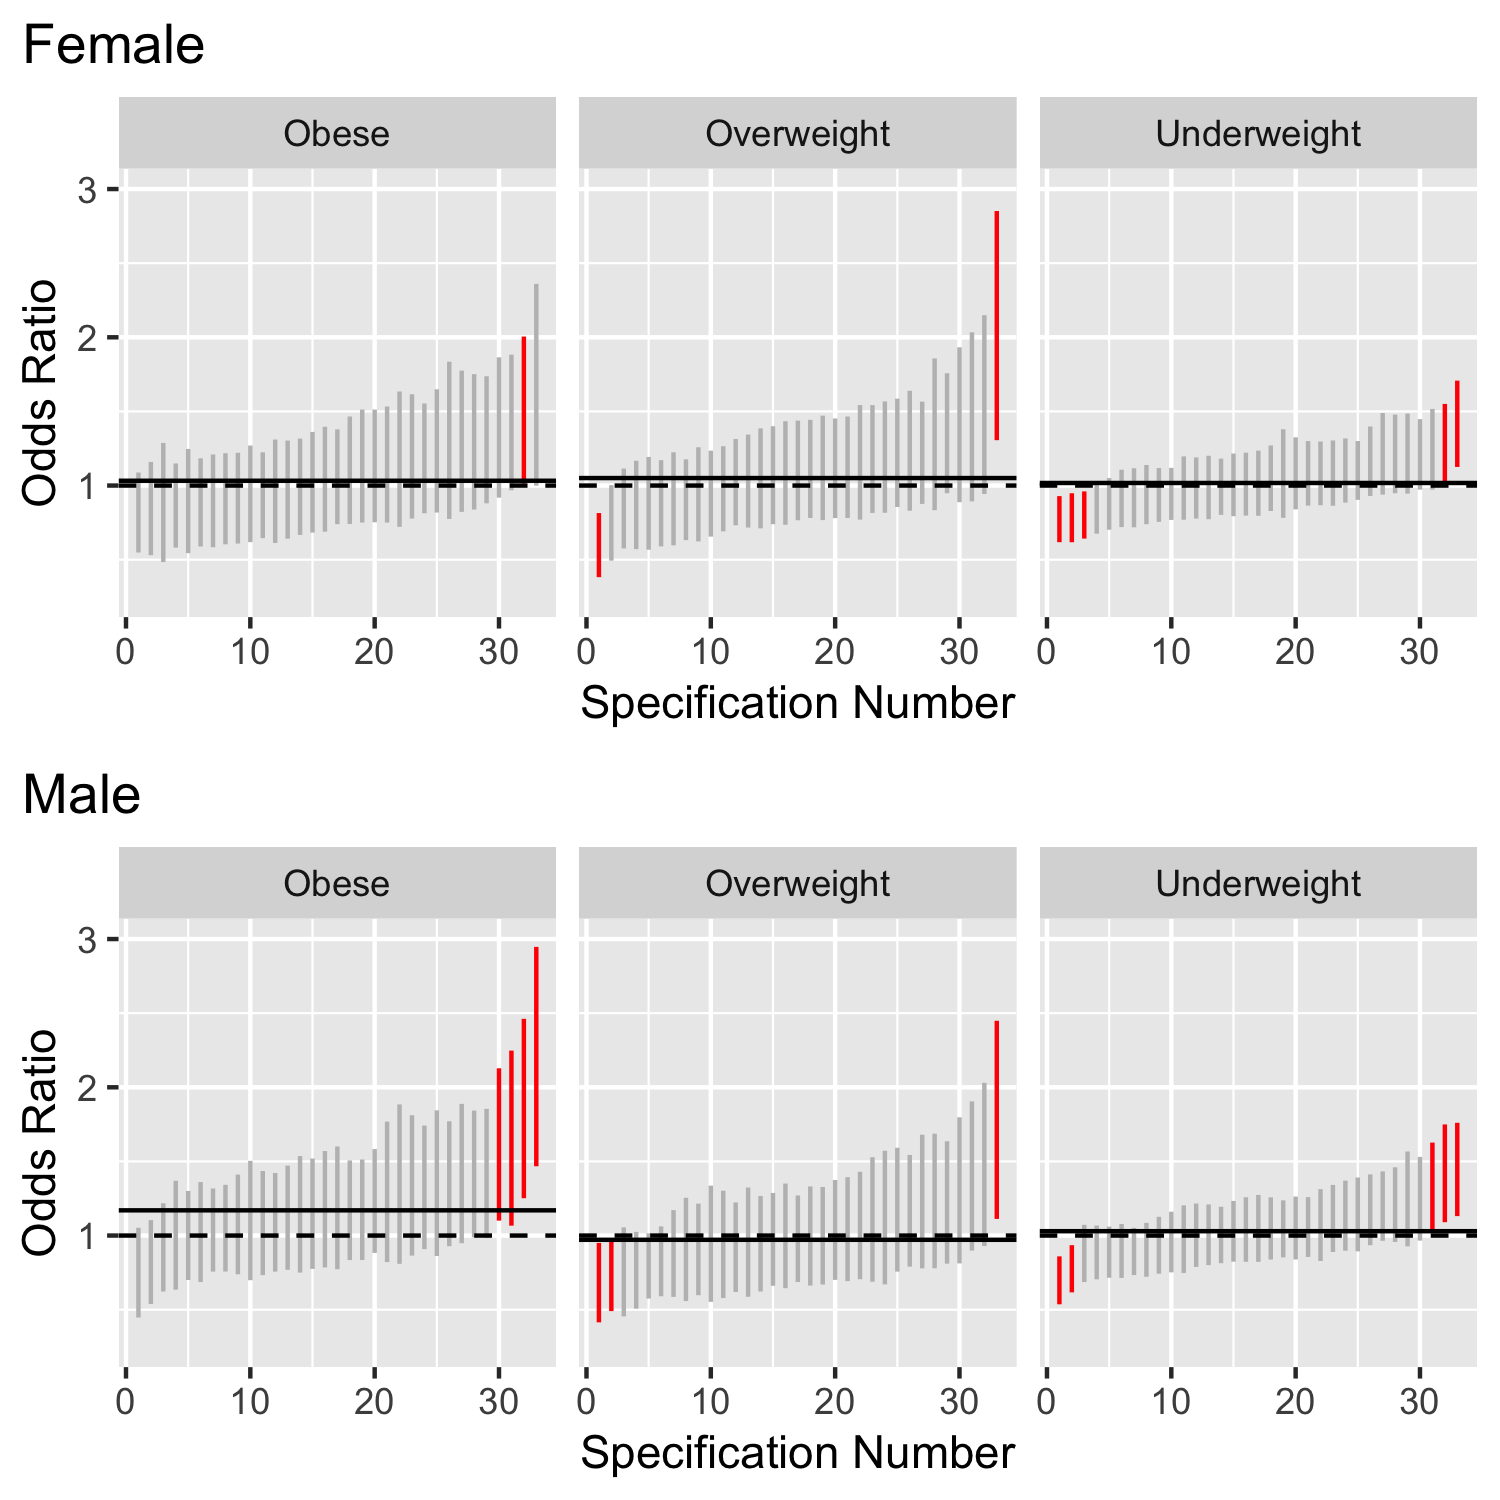 Female
Obese Overweight Underweight
3
2
1
Odds Ratio
0 10 20 30 0 10 20 30 0 10 20 30
Specification Number
Male
Obese Overweight Underweight
3
2
1
Odds Ratio
0 10 20 30 0 10 20 30 0 10 20 30
Specification Number